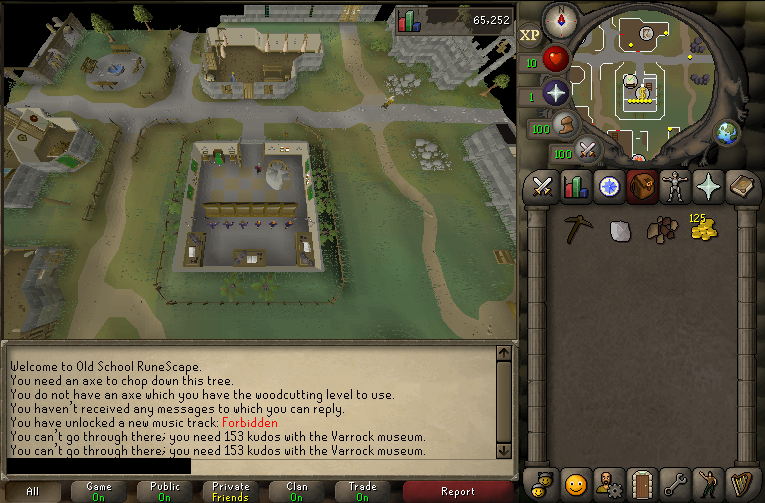 65,252
N
XP
10
1
100
100
125
Welcome to Old School RuneScape.
You need an axe to chop down this tree.
You do not have an axe which you have the woodcutting level to use.
You haven't received any messages to which you can reply.
You have unlocked a new music track: Forbidden
You can't go through there; you need 153 kudos with the Varrock museum.
You can't go through there; you need 153 kudos with the Varrock museum.
All
Game
On
Public
On
Private
Friends
Clan
On
Trade
On
Report